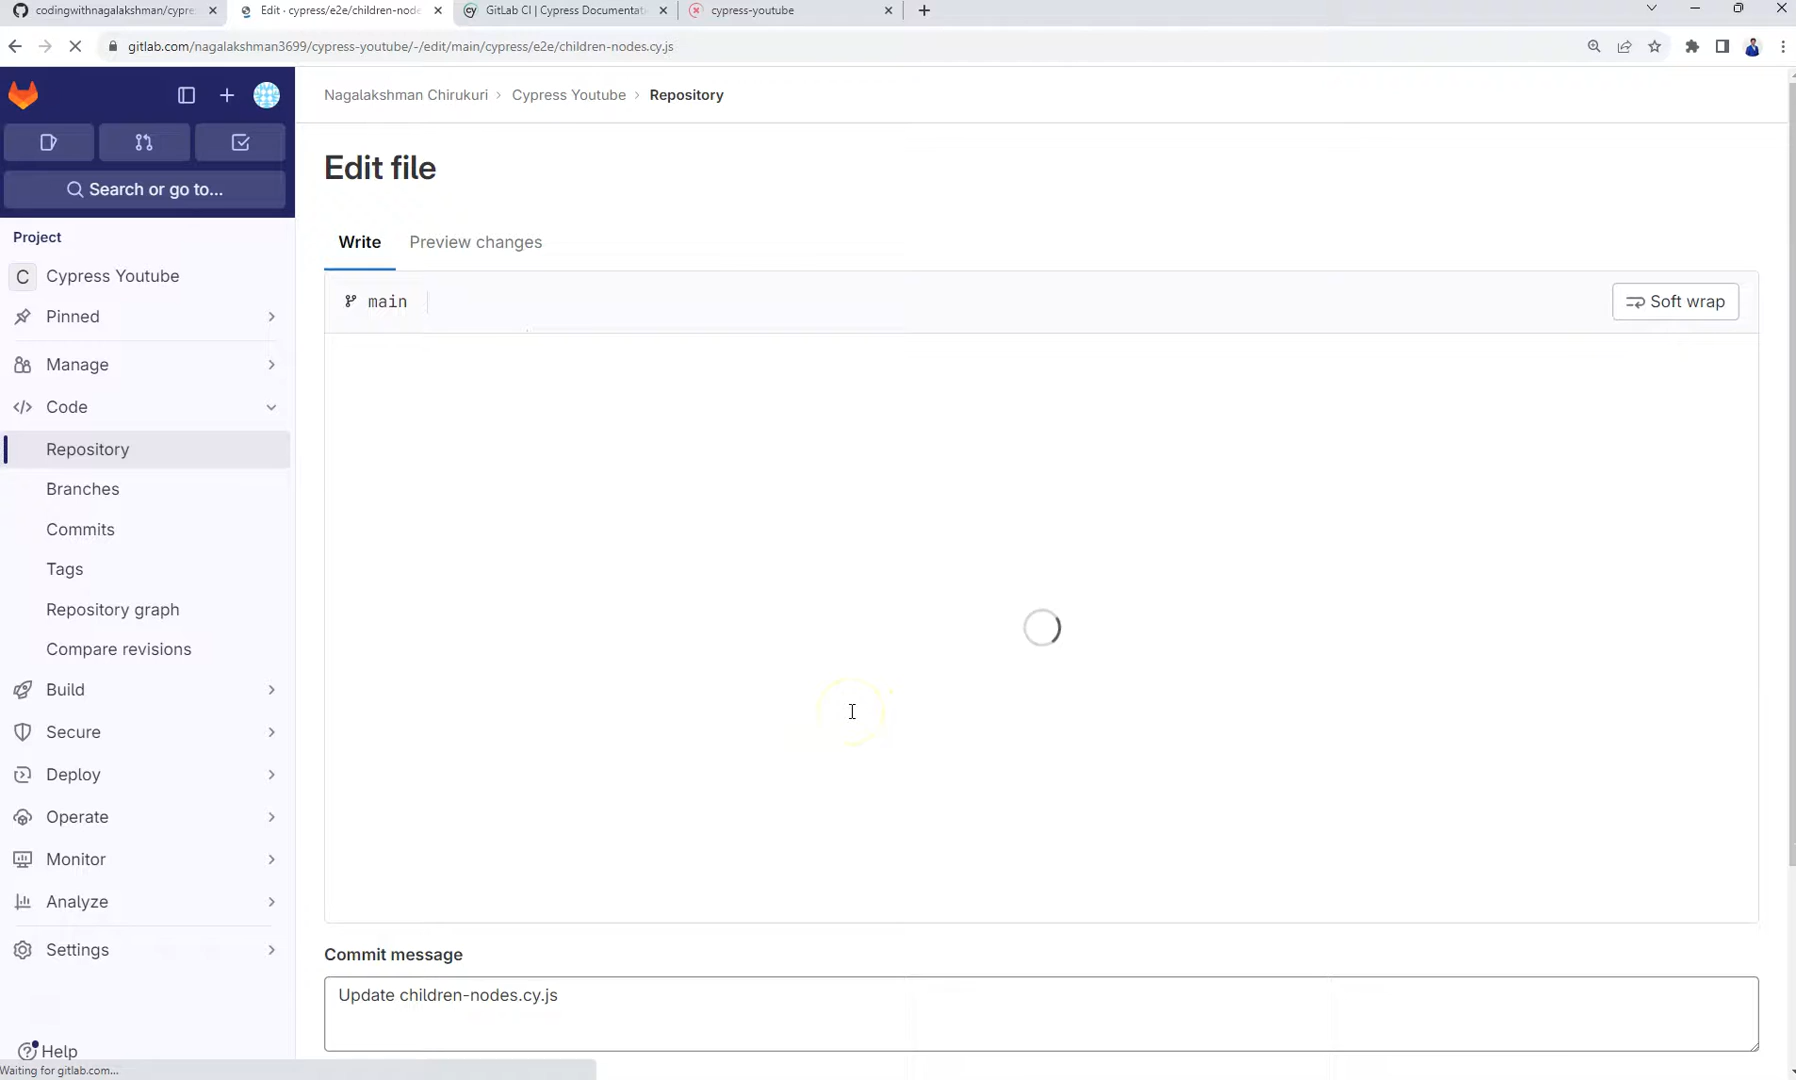 codingwithnagalakshman/cypre
Edit · cypress/e2e/children-node
GitLab CI | Cypress Documentat
cypress-youtube
gitlab.com/nagalakshman3699/cypress-youtube/-/edit/main/cypress/e2e/children-nodes.cy.js
Nagalakshman Chirukuri › Cypress Youtube › Repository
Edit file
Search or go to...
Project
Write
Preview changes
C Cypress Youtube
main
Soft wrap
Pinned
Manage
Code
Repository
Branches
Commits
Tags
Repository graph
Compare revisions
Build
Secure
Deploy
Operate
Monitor
Analyze
Settings
Commit message
Update children-nodes.cy.js
Help
Waiting for gitlab.com...